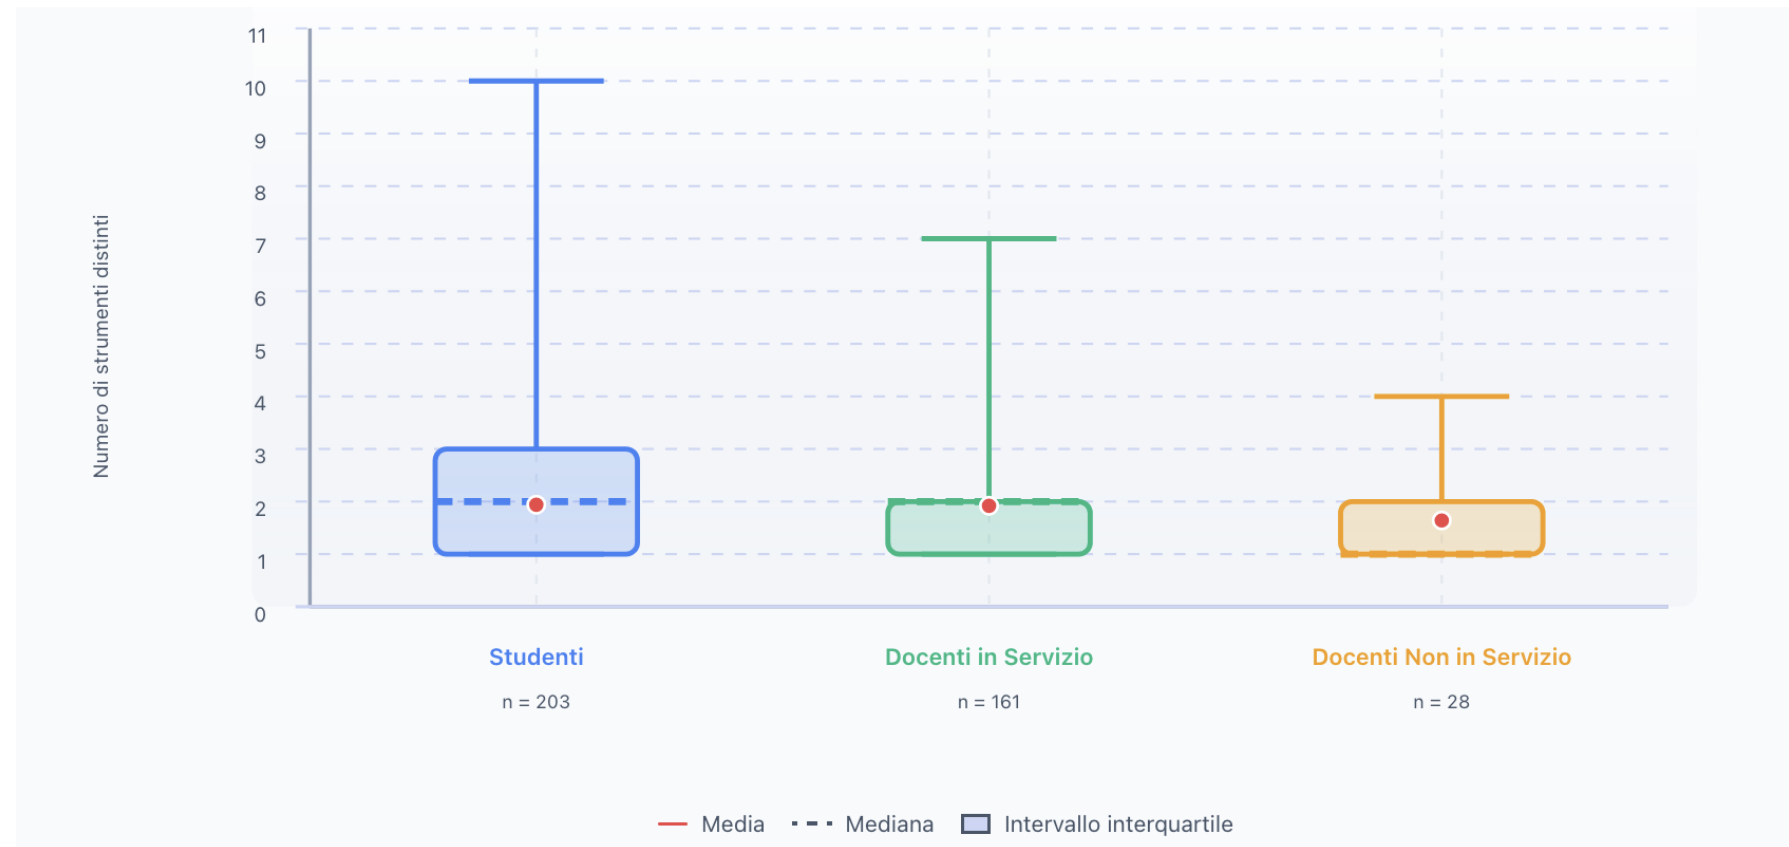 Numero di strumenti distinti
11
10
9
8
7
6
5
4
3
2
1
0
Studenti
Docenti in Servizio
Docenti Non in Servizio
n = 203
n = 161
n = 28
Media
Mediana
Intervallo interquartile